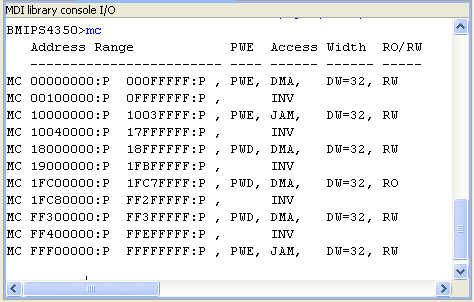 MDI library console I/O
BMIPS4350>mc
Address Range PWE Access Width RO/RW
------------------------ ---- ------ ------ -----
MC 00000000:P 000FFFFF:P , PWE, DMA, DW=32, RW
MC 00100000:P 0FFFFFFF:P , INV
MC 10000000:P 1003FFFF:P , PWE, JAM, DW=32, RW
MC 10040000:P 17FFFFFF:P , INV
MC 18000000:P 18FFFFFF:P , PWD, DMA, DW=32, RW
MC 19000000:P 1FBFFFFF:P , INV
MC 1FC00000:P 1FC7FFFF:P , PWD, DMA, DW=32, RO
MC 1FC80000:P FF2FFFFF:P , INV
MC FF300000:P FF3FFFFF:P , PWD, DMA, DW=32, RW
MC FF400000:P FFEFFFFF:P , INV
MC FFF00000:P FFFFFFFF:P , PWE, JAM, DW=32, RW